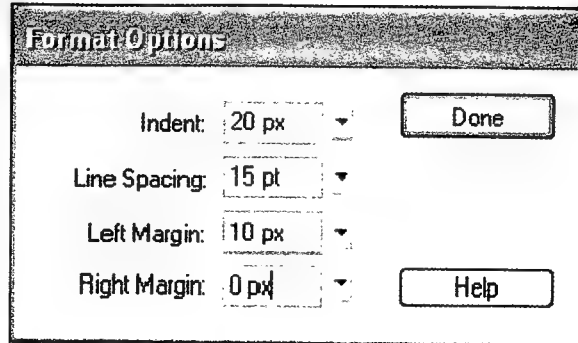 Format Options
Indent: 20 px Done
Line Spacing: 15 pt
Left Margin: 10 px
Right Margin: 0 px Help